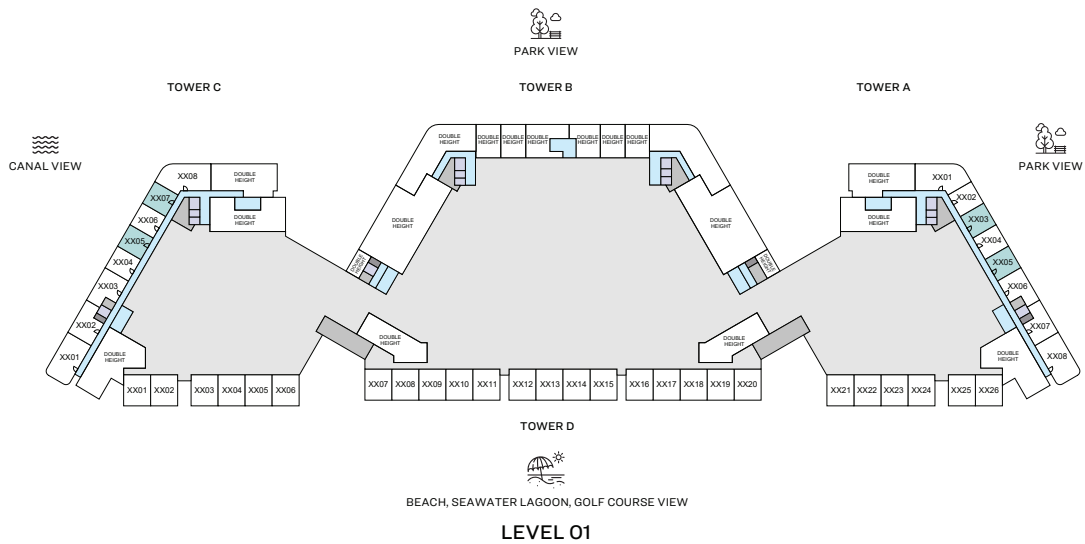 PARK VIEW
TOWER C
TOWER B
TOWER A
CANAL VIEW
PARK VIEW
DOUBLE
HEIGHT
DOUBLE
HEIGHT
DOUBLE
HEIGHT
DOUBLE
HEIGHT
DOUBLE
HEIGHT
DOUBLE
HEIGHT
DOUBLE
HEIGHT
XX08
DOUBLE
HEIGHT
DOUBLE
HEIGHT
XX01
XX07
XX06
XX05
XX04
XX03
XX02
XX01
DOUBLE
HEIGHT
DOUBLE
HEIGHT
DOUBLE
HEIGHT
DOUBLE
HEIGHT
DOUBLE
HEIGHT
DOUBLE
HEIGHT
XX02
XX03
XX04
XX05
XX06
XX07
XX08
DOUBLE
HEIGHT
DOUBLE
HEIGHT
DOUBLE
HEIGHT
DOUBLE
HEIGHT
XX01 XX02 XX03 XX04 XX05 XX06
XX07 XX08 XX09 XX10 XX11 XX12 XX13 XX14 XX15 XX16 XX17 XX18 XX19 XX20
XX21 XX22 XX23 XX24 XX25 XX26
TOWER D
BEACH, SEAWATER LAGOON, GOLF COURSE VIEW
LEVEL 01